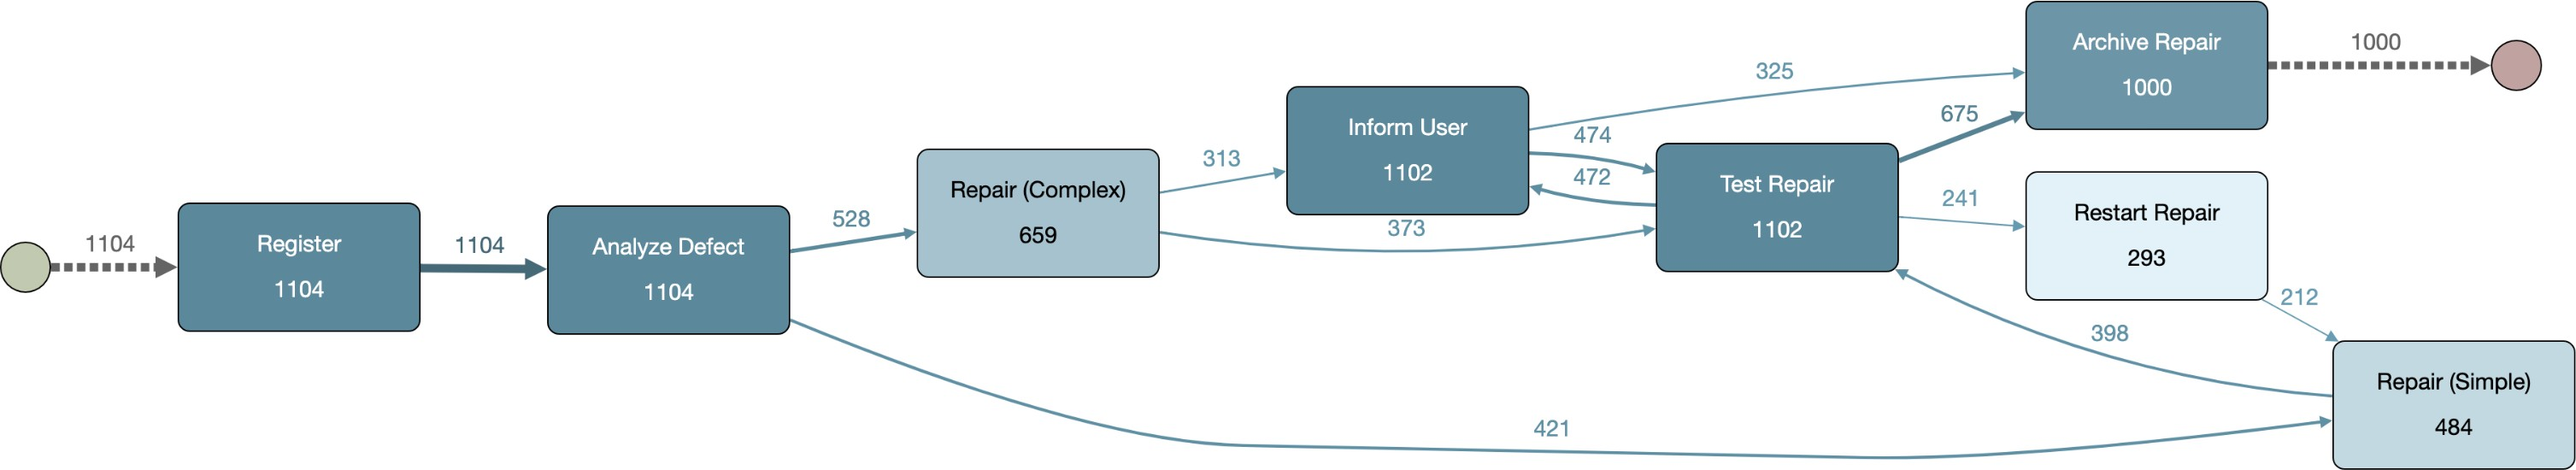 1104
Register
1104
1104
Analyze Defect
1104
528
421
Repair (Complex)
659
313
373
Inform User
1102
325
474
472
Test Repair
1102
675
241
398
Archive Repair
1000
1000
Restart Repair
293
212
Repair (Simple)
484